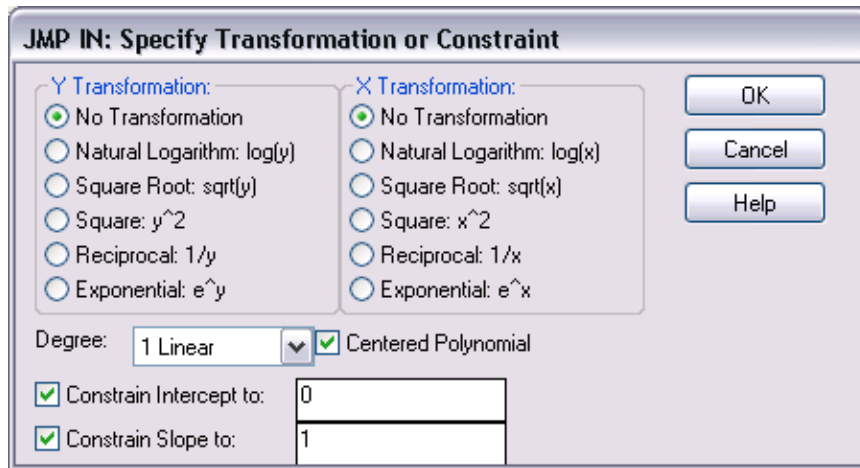 JMP IN: Specify Transformation or Constraint
Y Transformation:
No Transformation
Natural Logarithm: log(y)
Square Root: sqrt(y)
Square: y^2
Reciprocal: 1/y
Exponential: e^y
X Transformation:
No Transformation
Natural Logarithm: log(x)
Square Root: sqrt(x)
Square: x^2
Reciprocal: 1/x
Exponential: e^x
OK
Cancel
Help
Degree: 1 Linear Centered Polynomial
Constrain Intercept to: 0
Constrain Slope to: 1